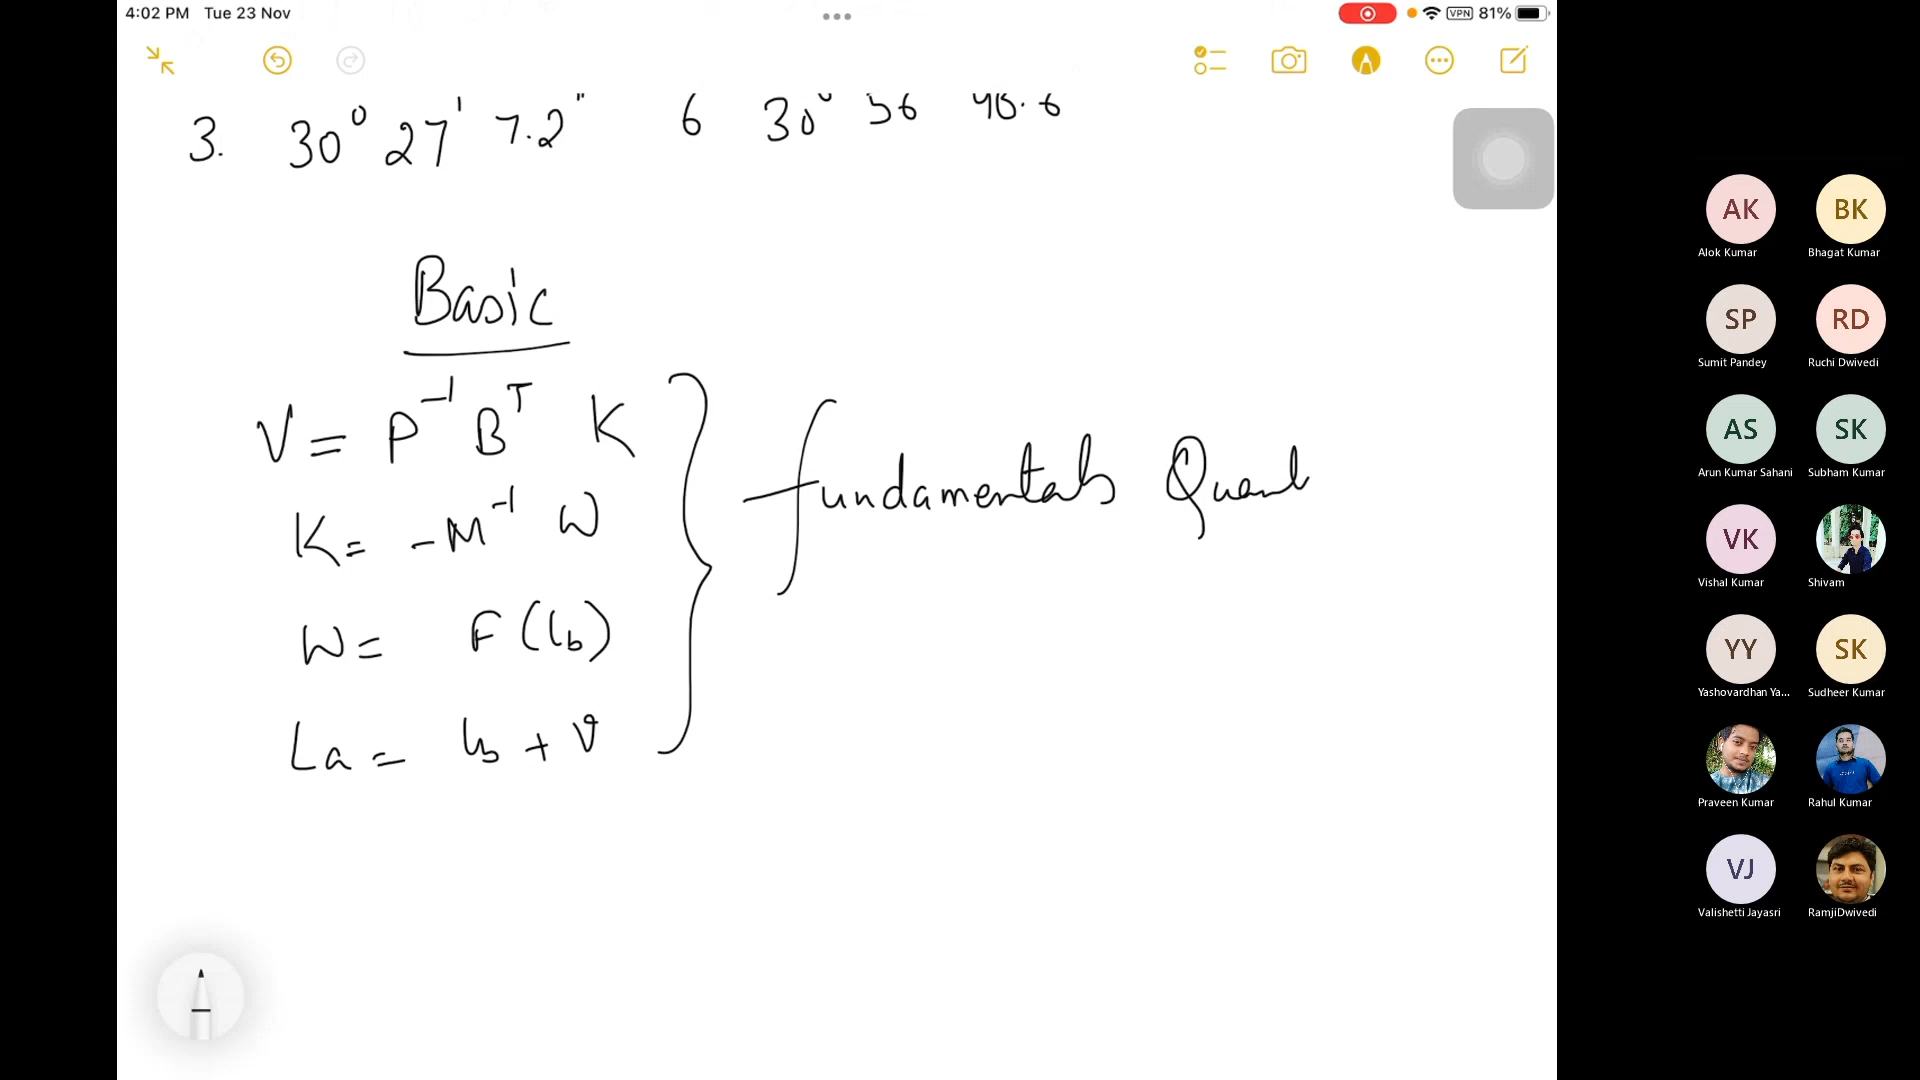 4:02 PM Tue 23 Nov
VPN 81%
3. 30° 27' 7.2" 6 30° 56 48.6
Basic
V = P⁻¹ Bᵀ K
K = -M⁻¹ W
W = F (Lb)
La = Lb + V
fundamentals Quant
AK BK
Alok Kumar Bhagat Kumar
SP RD
Sumit Pandey Ruchi Dwivedi
AS SK
Arun Kumar Sahani Subham Kumar
VK
Vishal Kumar Shivam
YY SK
Yashovardhan Ya... Sudheer Kumar
Praveen Kumar Rahul Kumar
VJ
Valishetti Jayasri RamjiDwivedi